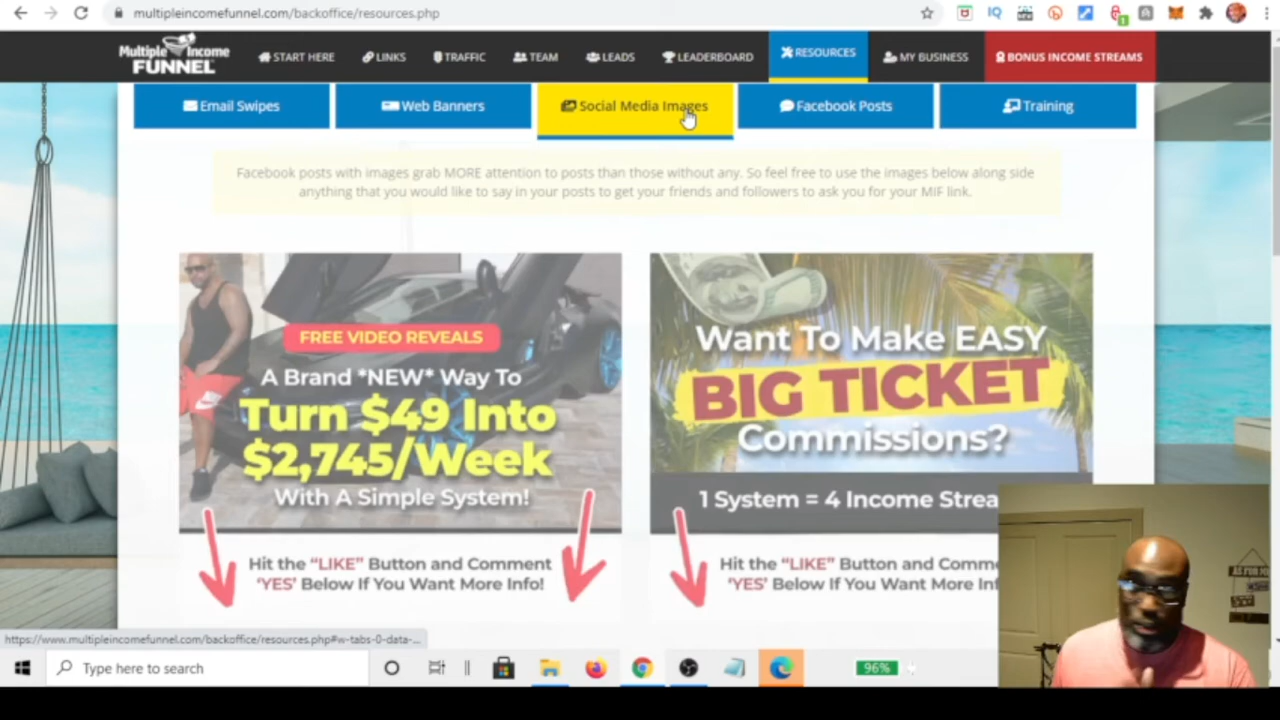 multipleincomefunnel.com/backoffice/resources.php
Multiple Income
FUNNEL
START HERE
LINKS
TRAFFIC
TEAM
LEADS
LEADERBOARD
RESOURCES
MY BUSINESS
BONUS INCOME STREAMS
Email Swipes
Web Banners
Social Media Images
Facebook Posts
Training
Facebook posts with images grab MORE attention to posts than those without any. So feel free to use the images below along side
anything that you would like to say in your posts to get your friends and followers to ask you for your MIF link.
FREE VIDEO REVEALS
A Brand *NEW* Way To
Turn $49 Into
$2,745/Week
With A Simple System!
Hit the “LIKE” Button and Comment
‘YES’ Below If You Want More Info!
Want To Make EASY
BIG TICKET
Commissions?
1 System = 4 Income Strea
Hit the “LIKE” Button and Comme
‘YES’ Below If You Want More Inf
https://www.multipleincomefunnel.com/backoffice/resources.php#w-tabs-0-data-...
Type here to search
96%